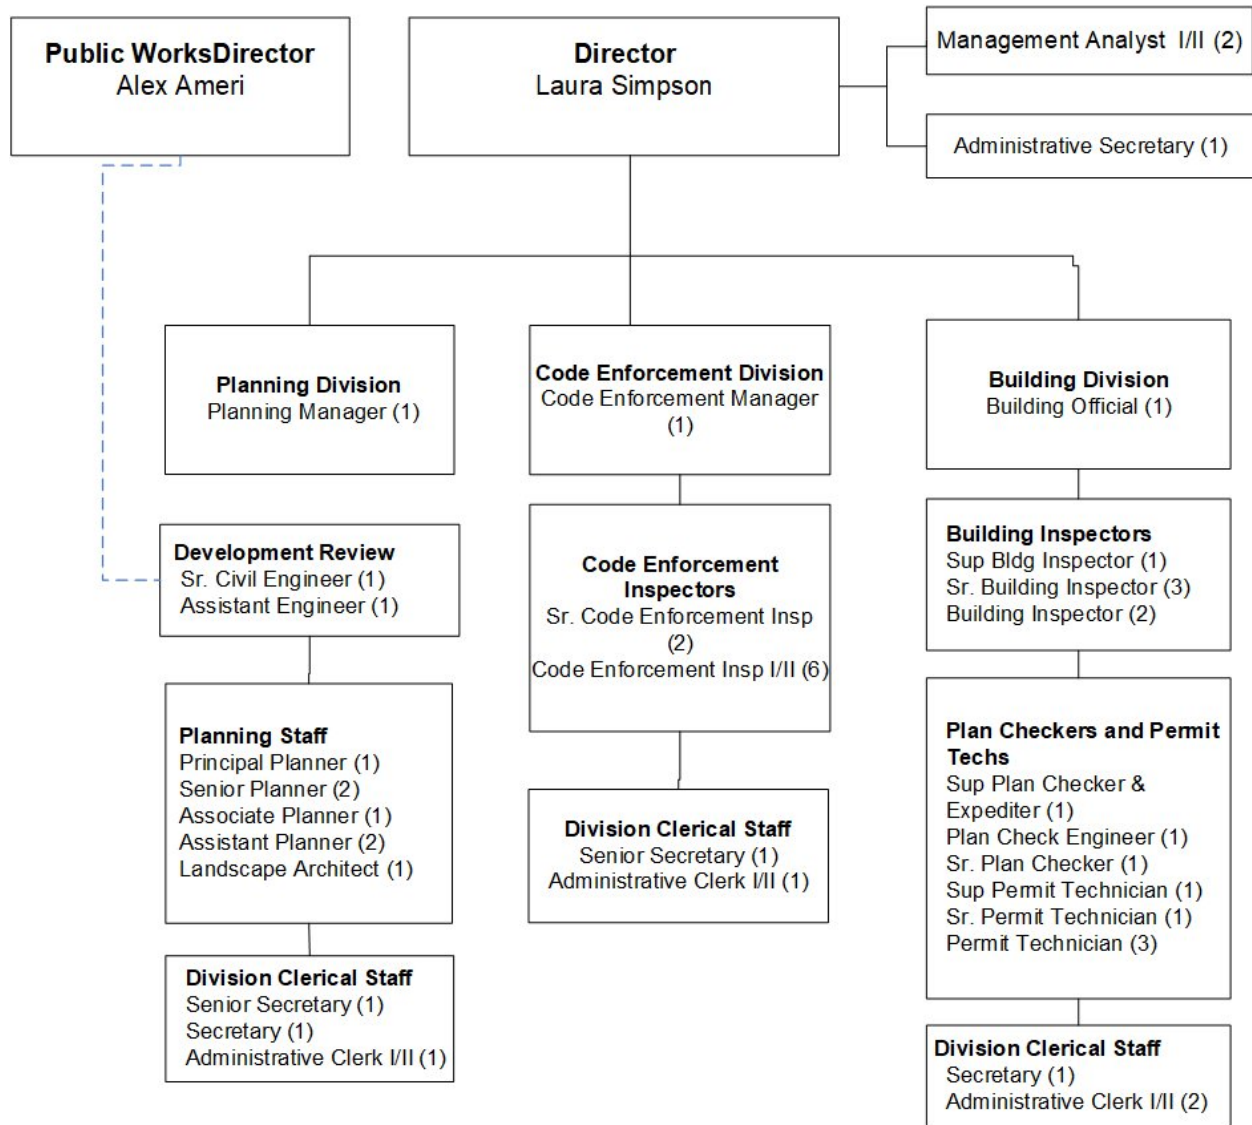 Public WorksDirector
Alex Ameri
Director
Laura Simpson
Management Analyst I/II (2)
Administrative Secretary (1)
Planning Division
Planning Manager (1)
Code Enforcement Division
Code Enforcement Manager
(1)
Building Division
Building Official (1)
Development Review
Sr. Civil Engineer (1)
Assistant Engineer (1)
Code Enforcement
Inspectors
Sr. Code Enforcement Insp
(2)
Code Enforcement Insp I/II (6)
Building Inspectors
Sup Bldg Inspector (1)
Sr. Building Inspector (3)
Building Inspector (2)
Planning Staff
Principal Planner (1)
Senior Planner (2)
Associate Planner (1)
Assistant Planner (2)
Landscape Architect (1)
Division Clerical Staff
Senior Secretary (1)
Administrative Clerk I/II (1)
Plan Checkers and Permit
Techs
Sup Plan Checker &
Expediter (1)
Plan Check Engineer (1)
Sr. Plan Checker (1)
Sup Permit Technician (1)
Sr. Permit Technician (1)
Permit Technician (3)
Division Clerical Staff
Senior Secretary (1)
Secretary (1)
Administrative Clerk I/II (1)
Division Clerical Staff
Secretary (1)
Administrative Clerk I/II (2)